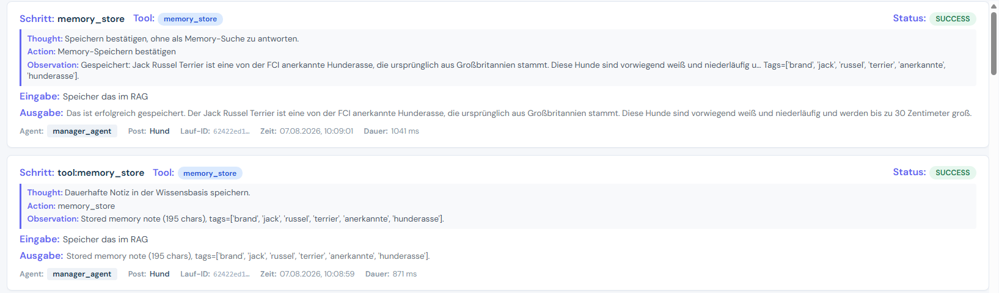 Schritt: memory_store Tool: memory_store Status: SUCCESS
Thought: Speichern bestätigen, ohne als Memory-Suche zu antworten.
Action: Memory-Speichern bestätigen
Observation: Gespeichert: Jack Russel Terrier ist eine von der FCI anerkannte Hunderasse, die ursprünglich aus Großbritannien stammt. Diese Hunde sind vorwiegend weiß und niederläufig u... Tags=['brand', 'jack', 'russel', 'terrier', 'anerkannte',
'hunderasse'].
Eingabe: Speicher das im RAG
Ausgabe: Das ist erfolgreich gespeichert. Der Jack Russel Terrier ist eine von der FCI anerkannte Hunderasse, die ursprünglich aus Großbritannien stammt. Diese Hunde sind vorwiegend weiß und niederläufig und werden bis zu 30 Zentimeter groß.
Agent: manager_agent Post: Hund Lauf-ID: 62422ed1… Zeit: 07.08.2026, 10:09:01 Dauer: 1041 ms
Schritt: tool:memory_store Tool: memory_store Status: SUCCESS
Thought: Dauerhafte Notiz in der Wissensbasis speichern.
Action: memory_store
Observation: Stored memory note (195 chars), tags=['brand', 'jack', 'russel', 'terrier', 'anerkannte', 'hunderasse'].
Eingabe: Speicher das im RAG
Ausgabe: Stored memory note (195 chars), tags=['brand', 'jack', 'russel', 'terrier', 'anerkannte', 'hunderasse'].
Agent: manager_agent Post: Hund Lauf-ID: 62422ed1… Zeit: 07.08.2026, 10:08:59 Dauer: 871 ms